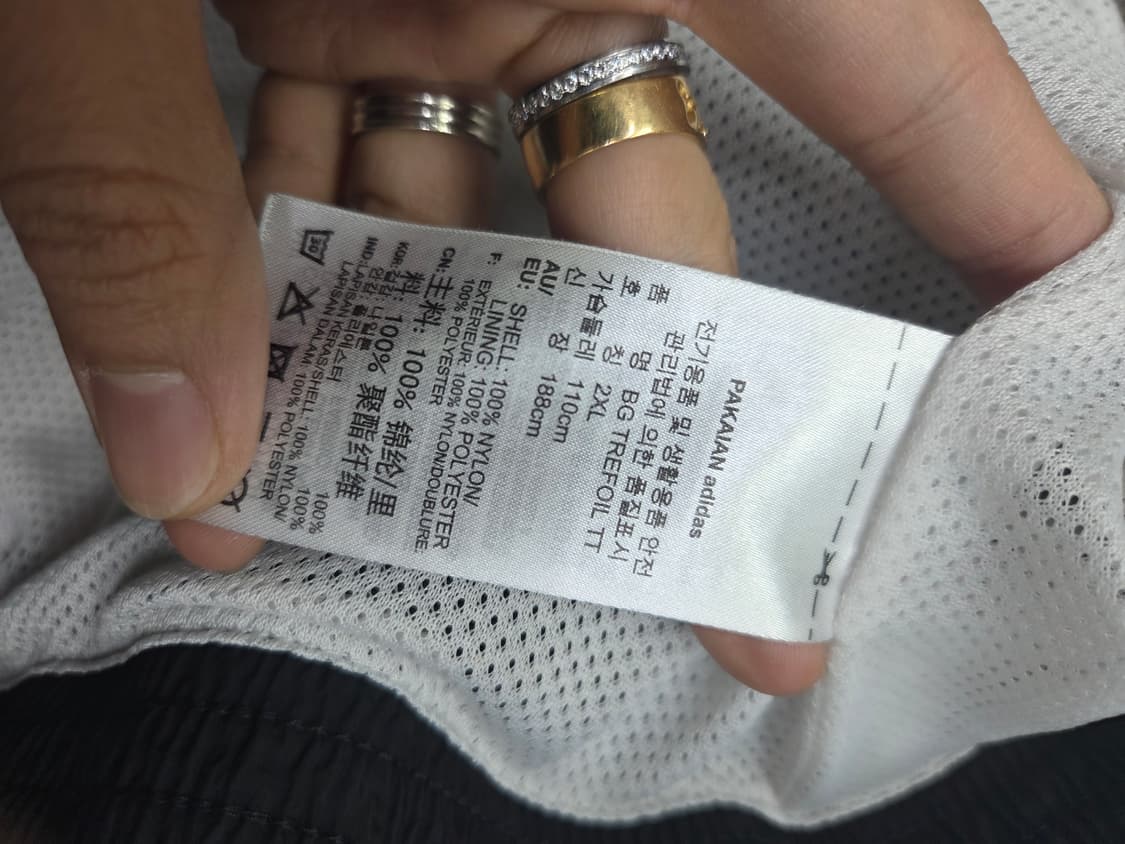 PAKAIAN adidas
전기용품 및 생활용품 안전
관리법에 의한 품질표시
품 명 BG TREFOIL TT
호 칭 2XL
가슴둘레 110cm
신 장 188cm
AU/
EU: SHELL: 100% NYLON/
LINING: 100% POLYESTER
F: EXTERIEUR: 100% NYLON/DOUBLURE:
100% POLYESTER
CN: 主料: 100% 锦纶/里
料: 100% 聚酯纤维
KOR: 겉감: 나일론 100%
안감: 폴리에스터 100%
IND: LAPISAN KERAS/SHELL: 100% NYLON/
LAPISAN DALAM: 100% POLYESTER
30